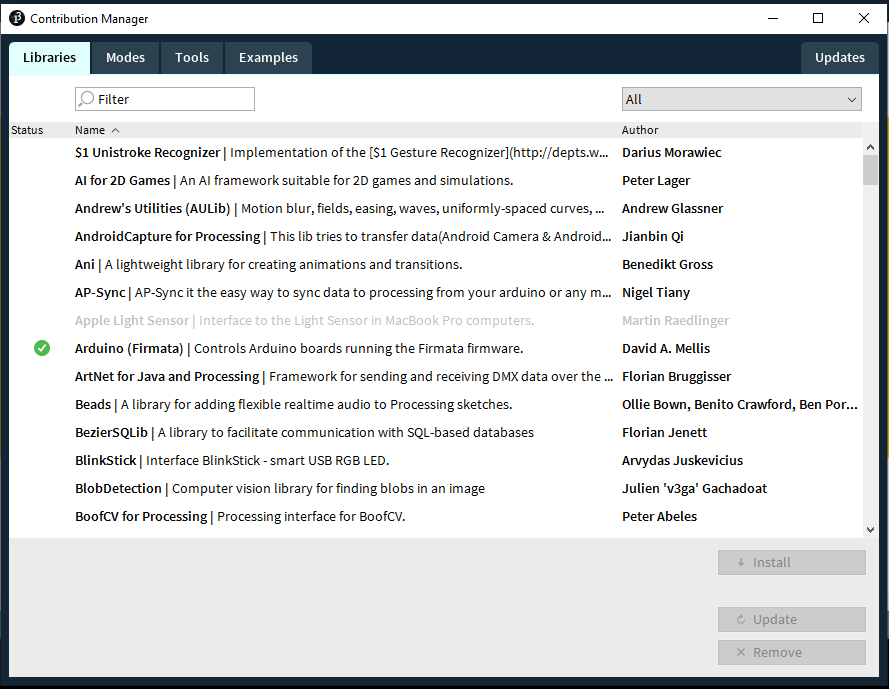 Contribution Manager
Libraries Modes Tools Examples Updates
Filter All
Status Name Author
$1 Unistroke Recognizer | Implementation of the [$1 Gesture Recognizer](http://depts.w... Darius Morawiec
AI for 2D Games | An AI framework suitable for 2D games and simulations. Peter Lager
Andrew's Utilities (AULib) | Motion blur, fields, easing, waves, uniformly-spaced curves, ... Andrew Glassner
AndroidCapture for Processing | This lib tries to transfer data(Android Camera & Android... Jianbin Qi
Ani | A lightweight library for creating animations and transitions. Benedikt Gross
AP-Sync | AP-Sync it the easy way to sync data to processing from your arduino or any m... Nigel Tiany
Apple Light Sensor | Interface to the Light Sensor in MacBook Pro computers. Martin Raedlinger
Arduino (Firmata) | Controls Arduino boards running the Firmata firmware. David A. Mellis
ArtNet for Java and Processing | Framework for sending and receiving DMX data over the ... Florian Bruggisser
Beads | A library for adding flexible realtime audio to Processing sketches. Ollie Bown, Benito Crawford, Ben Por...
BezierSQLib | A library to facilitate communication with SQL-based databases Florian Jenett
BlinkStick | Interface BlinkStick - smart USB RGB LED. Arvydas Juskevicius
BlobDetection | Computer vision library for finding blobs in an image Julien 'v3ga' Gachadoat
BoofCV for Processing | Processing interface for BoofCV. Peter Abeles
Install
Update
Remove